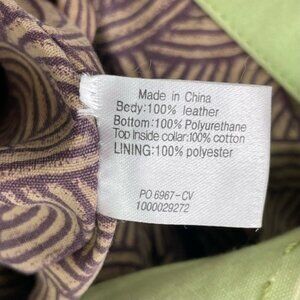 Made in China
Body:100% leather
Bottom:100% Polyurethane
Top Inside collar:100% cotton
LINING:100% polyester
PO 6967-CV
1000029272